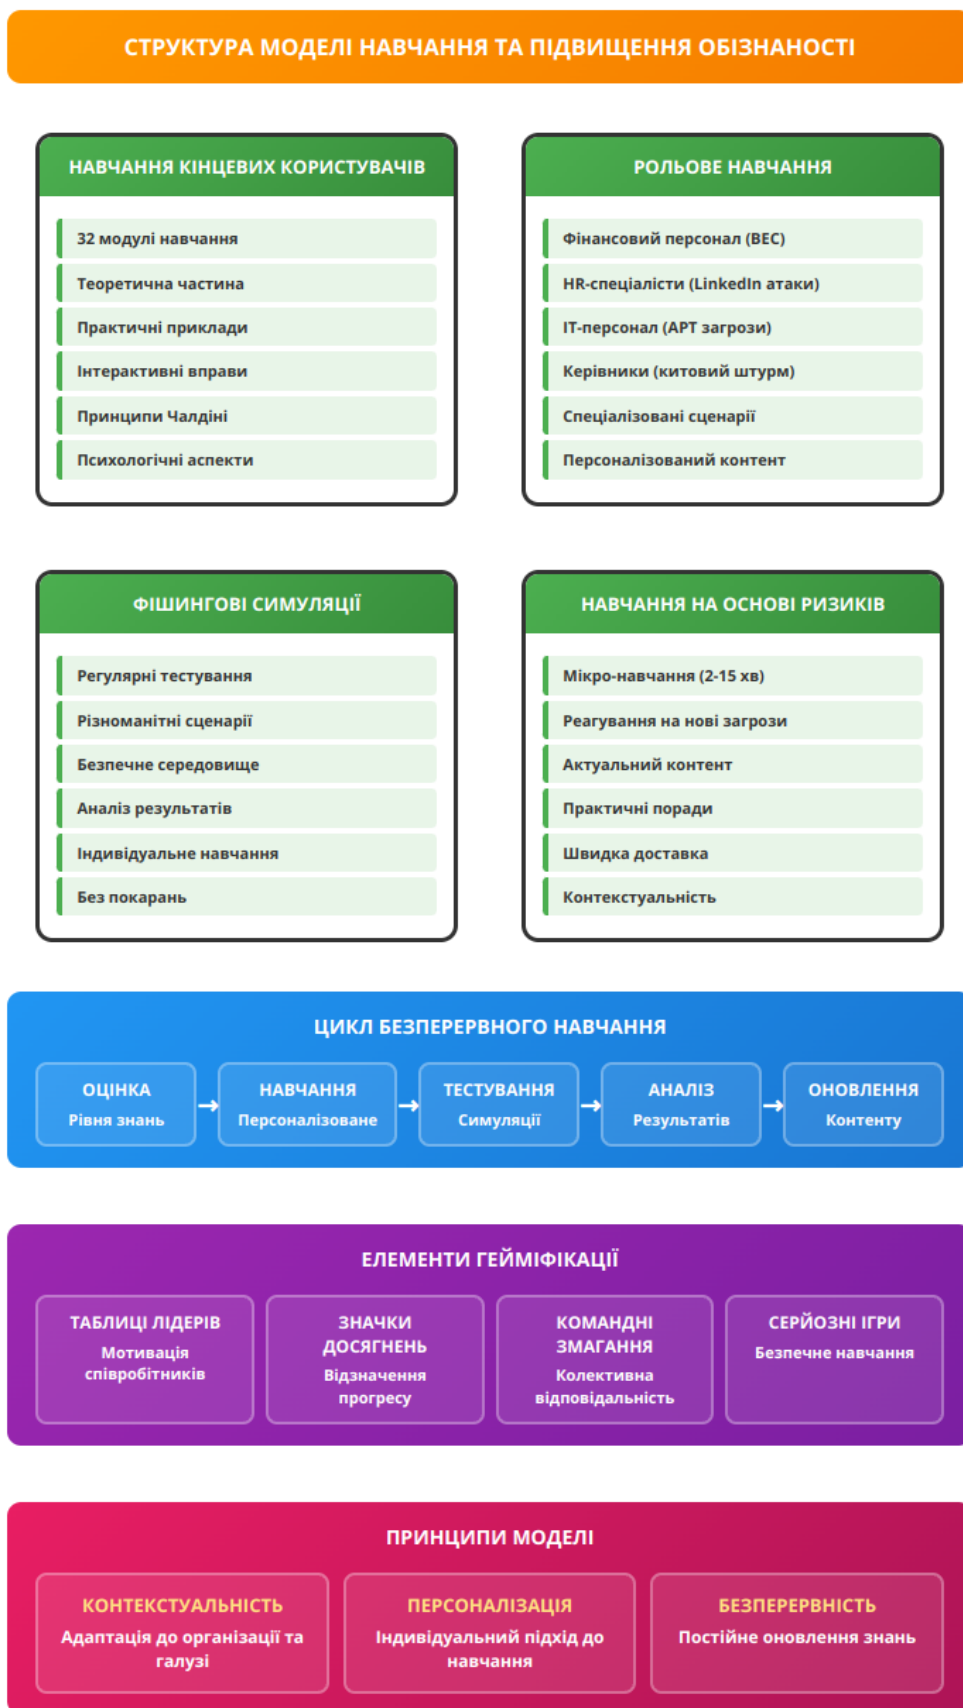 СТРУКТУРА МОДЕЛІ НАВЧАННЯ ТА ПІДВИЩЕННЯ ОБІЗНАНОСТІ
НАВЧАННЯ КІНЦЕВИХ КОРИСТУВАЧІВ
32 модулі навчання
Теоретична частина
Практичні приклади
Інтерактивні вправи
Принципи Чалдіні
Психологічні аспекти
РОЛЬОВЕ НАВЧАННЯ
Фінансовий персонал (BEC)
HR-спеціалісти (LinkedIn атаки)
ІТ-персонал (APT загрози)
Керівники (китовий штурм)
Спеціалізовані сценарії
Персоналізований контент
ФІШИНГОВІ СИМУЛЯЦІЇ
Регулярні тестування
Різноманітні сценарії
Безпечне середовище
Аналіз результатів
Індивідуальне навчання
Без покарань
НАВЧАННЯ НА ОСНОВІ РИЗИКІВ
Мікро-навчання (2-15 хв)
Реагування на нові загрози
Актуальний контент
Практичні поради
Швидка доставка
Контекстуальність
ЦИКЛ БЕЗПЕРЕРВНОГО НАВЧАННЯ
ОЦІНКА
Рівня знань
→
НАВЧАННЯ
Персоналізоване
→
ТЕСТУВАННЯ
Симуляції
→
АНАЛІЗ
Результатів
→
ОНОВЛЕННЯ
Контенту
ЕЛЕМЕНТИ ГЕЙМІФІКАЦІЇ
ТАБЛИЦІ ЛІДЕРІВ
Мотивація
співробітників
ЗНАЧКИ
ДОСЯГНЕНЬ
Відзначення
прогресу
КОМАНДНІ
ЗМАГАННЯ
Колективна
відповідальність
СЕРЙОЗНІ ІГРИ
Безпечне навчання
ПРИНЦИПИ МОДЕЛІ
КОНТЕКСТУАЛЬНІСТЬ
Адаптація до організації та
галузі
ПЕРСОНАЛІЗАЦІЯ
Індивідуальний підхід до
навчання
БЕЗПЕРЕРВНІСТЬ
Постійне оновлення знань